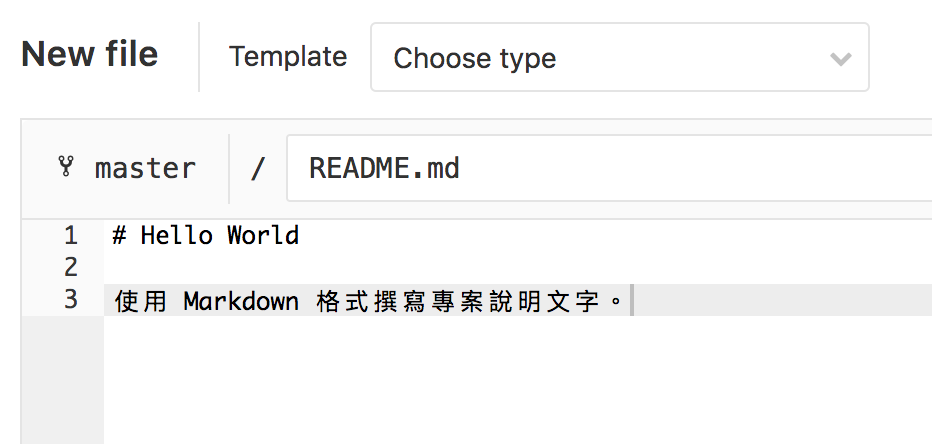 New file
Template
Choose type
master / README.md
1 # Hello World
2
3 使用 Markdown 格式撰寫專案說明文字。